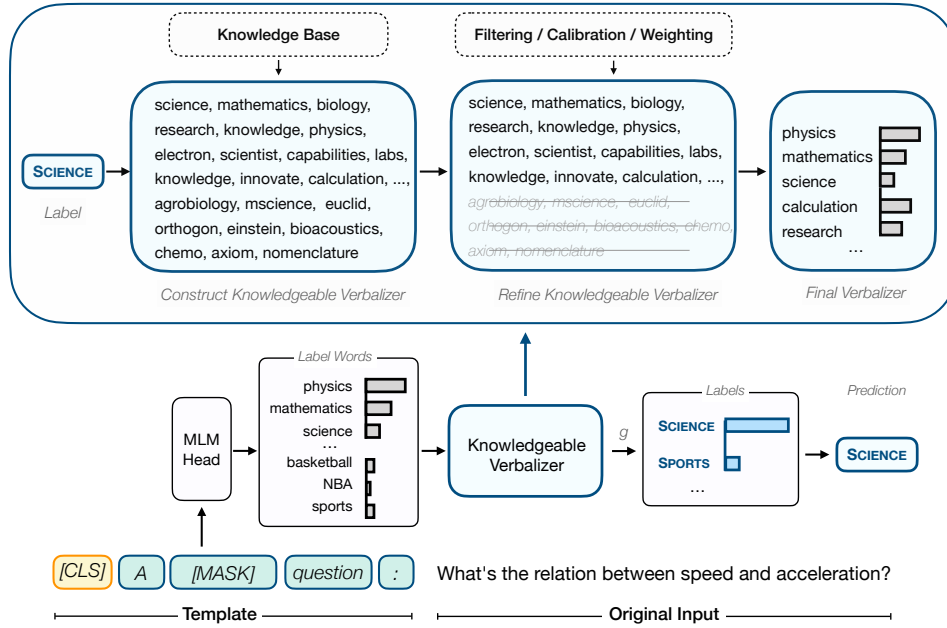 Knowledge Base
Filtering / Calibration / Weighting
SCIENCE
Label
science, mathematics, biology,
research, knowledge, physics,
electron, scientist, capabilities, labs,
knowledge, innovate, calculation, ...,
agrobiology, mscience, euclid,
orthogon, einstein, bioacoustics,
chemo, axiom, nomenclature
Construct Knowledgeable Verbalizer
science, mathematics, biology,
research, knowledge, physics,
electron, scientist, capabilities, labs,
knowledge, innovate, calculation, ...,
agrobiology, mscience, euclid,
orthogon, einstein, bioacoustics, chemo,
axiom, nomenclature
Refine Knowledgeable Verbalizer
physics
mathematics
science
calculation
research
...
Final Verbalizer
MLM
Head
Label Words
physics
mathematics
science
...
basketball
NBA
sports
Knowledgeable
Verbalizer
g
Labels
SCIENCE
SPORTS
...
Prediction
SCIENCE
[CLS] A [MASK] question : What's the relation between speed and acceleration?
Template
Original Input